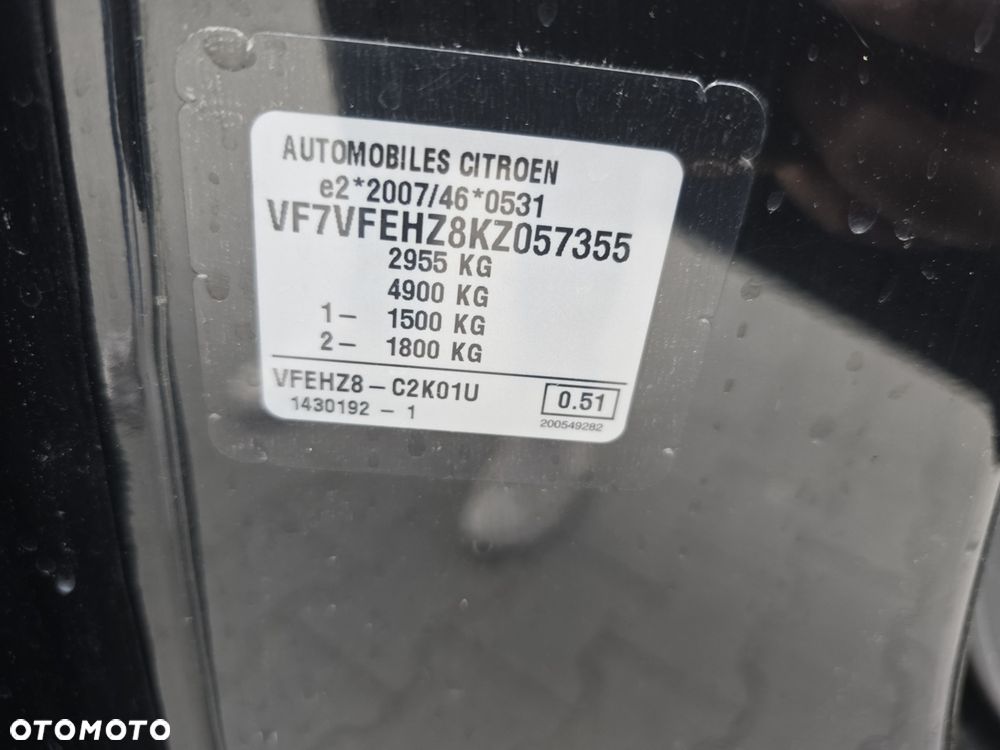 AUTOMOBILES CITROEN
e2*2007/46*0531
VF7VFEHZ8KZ057355
2955 KG
4900 KG
1- 1500 KG
2- 1800 KG
VFEHZ8-C2K01U
0.51
1430192-1
200549282
OTOMOTO